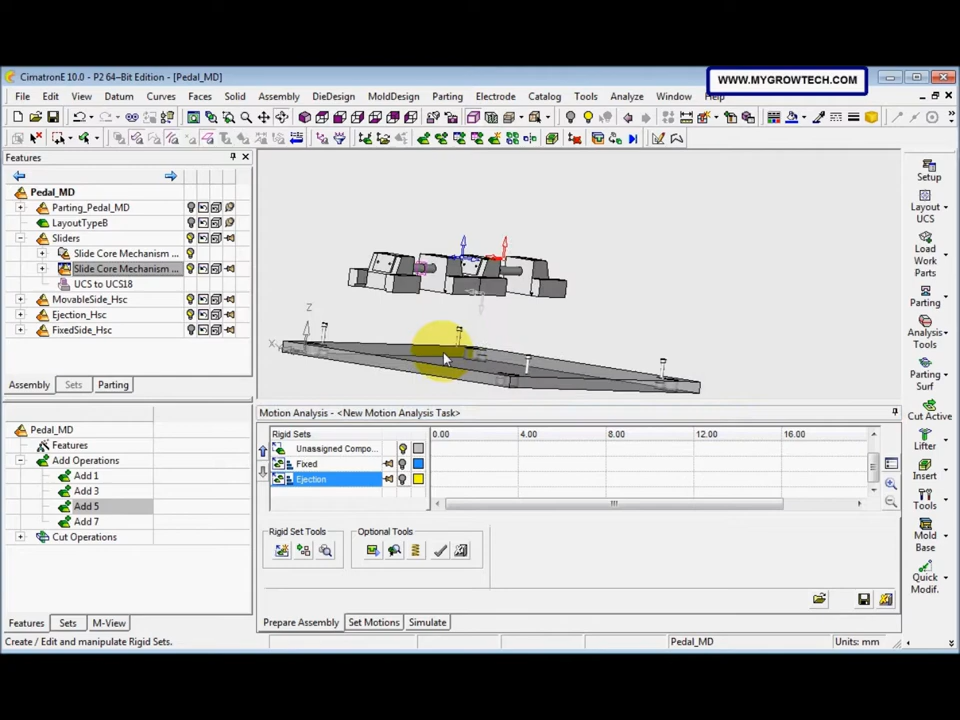 CimatronE 10.0 - P2 64-Bit Edition - [Pedal_MD]
WWW.MYGROWTECH.COM
File Edit View Datum Curves Faces Solid Assembly DieDesign MoldDesign Parting Electrode Catalog Tools Analyze Window Help
Features
Pedal_MD
Parting_Pedal_MD
LayoutTypeB
Sliders
Slide Core Mechanism ...
Slide Core Mechanism ...
UCS to UCS18
MovableSide_Hsc
Ejection_Hsc
FixedSide_Hsc
Assembly Sets Parting
Pedal_MD
Features
Add Operations
Add 1
Add 3
Add 5
Add 7
Cut Operations
Features Sets M-View
Z
X
Motion Analysis - <New Motion Analysis Task>
Rigid Sets
0.00 4.00 8.00 12.00 16.00
Unassigned Compo...
Fixed
Ejection
Rigid Set Tools
Optional Tools
Prepare Assembly Set Motions Simulate
Setup
Layout UCS
Load Work Parts
Analysis Tools
Parting Surf
Cut Active
Lifter
Insert
Tools
Mold Base
Quick Modif.
Create / Edit and manipulate Rigid Sets.
Pedal_MD
Units: mm